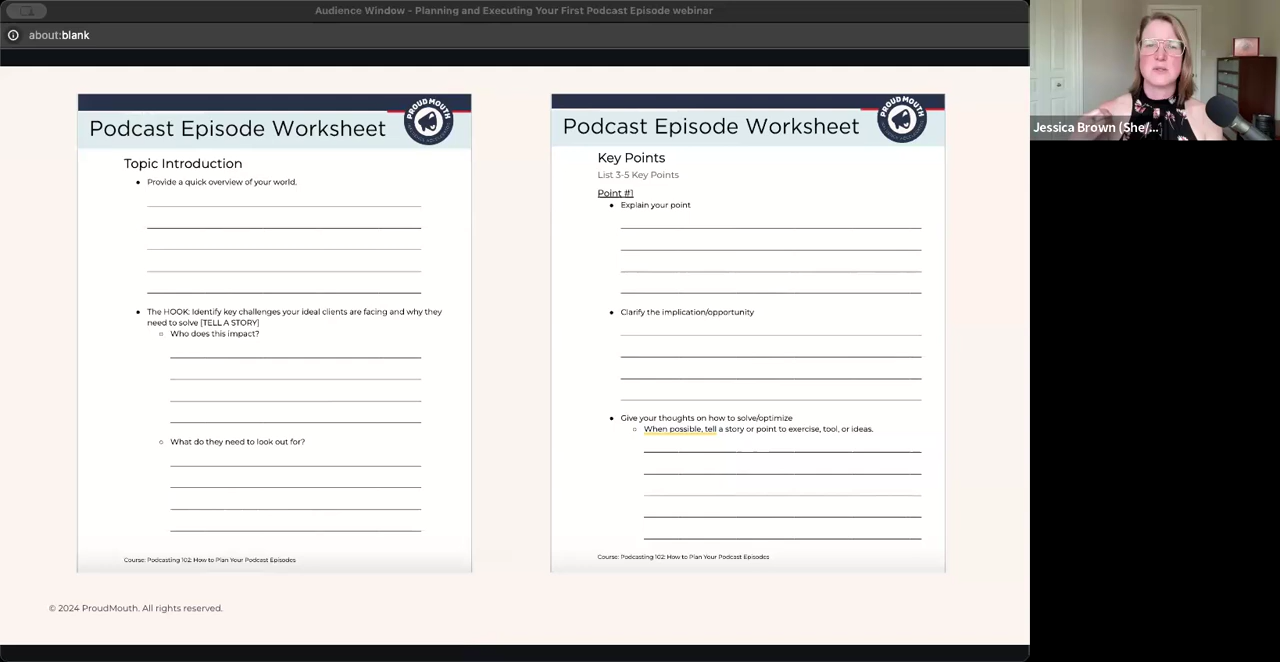 Audience Window - Planning and Executing Your First Podcast Episode webinar
about:blank
Jessica Brown (She/...
PROUD MOUTH
Podcast Episode Worksheet
Topic Introduction
• Provide a quick overview of your world.
• The HOOK: Identify key challenges your ideal clients are facing and why they
need to solve [TELL A STORY]
○ Who does this impact?
○ What do they need to look out for?
Course: Podcasting 102: How to Plan Your Podcast Episodes
PROUD MOUTH
Podcast Episode Worksheet
Key Points
List 3-5 Key Points
Point #1
• Explain your point
• Clarify the implication/opportunity
• Give your thoughts on how to solve/optimize
○ When possible, tell a story or point to exercise, tool, or ideas.
Course: Podcasting 102: How to Plan Your Podcast Episodes
© 2024 ProudMouth. All rights reserved.